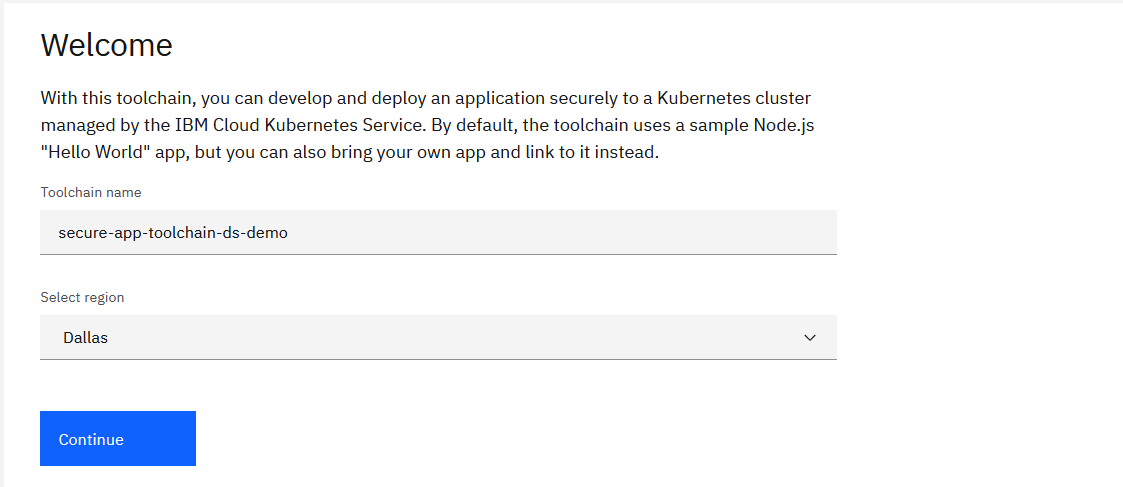 Welcome
With this toolchain, you can develop and deploy an application securely to a Kubernetes cluster
managed by the IBM Cloud Kubernetes Service. By default, the toolchain uses a sample Node.js
"Hello World" app, but you can also bring your own app and link to it instead.
Toolchain name
secure-app-toolchain-ds-demo
Select region
Dallas
Continue